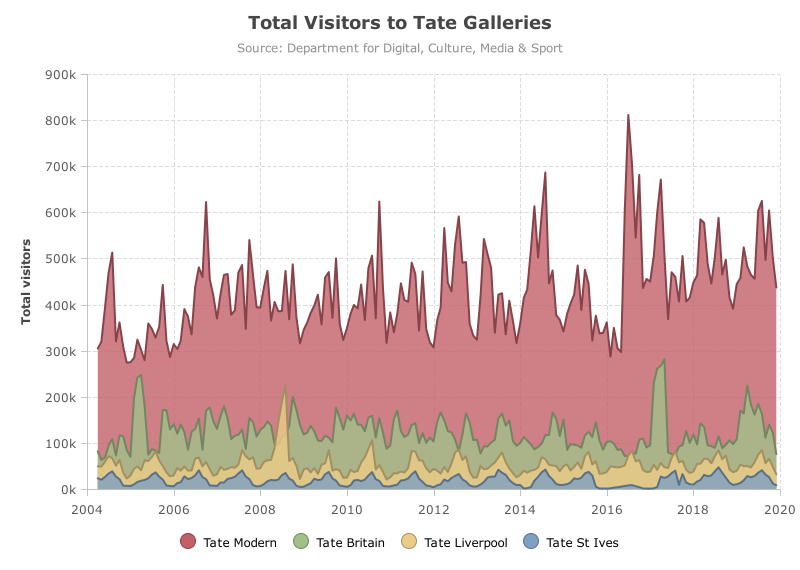 Total Visitors to Tate Galleries
Source: Department for Digital, Culture, Media & Sport
Total visitors
900k
800k
700k
600k
500k
400k
300k
200k
100k
0k
2004 2006 2008 2010 2012 2014 2016 2018 2020
Tate Modern Tate Britain Tate Liverpool Tate St Ives